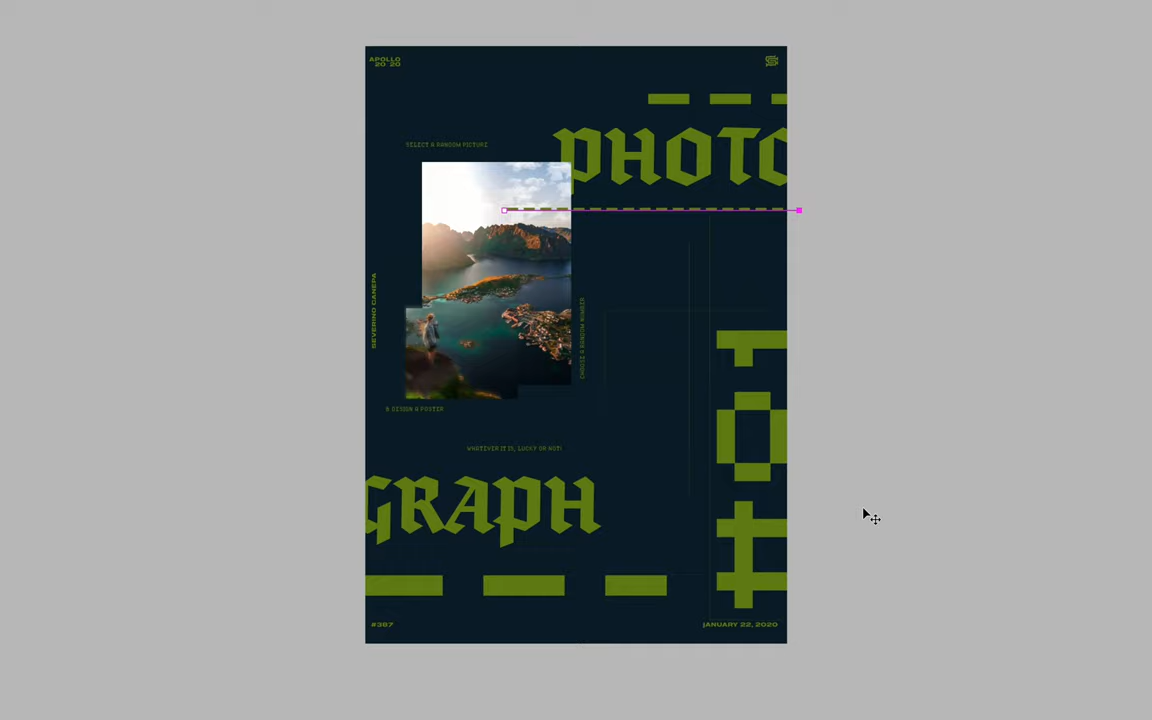 APOLLO
20 20
SELECT A RANDOM PICTURE
PHOTO
SEVERINO CANEPA
CHOOSE A RANDOM NUMBER
& DESIGN A POSTER
WHATEVER IT IS, LUCKY OR NOT!
GRAPH
#387
JANUARY 22, 2020